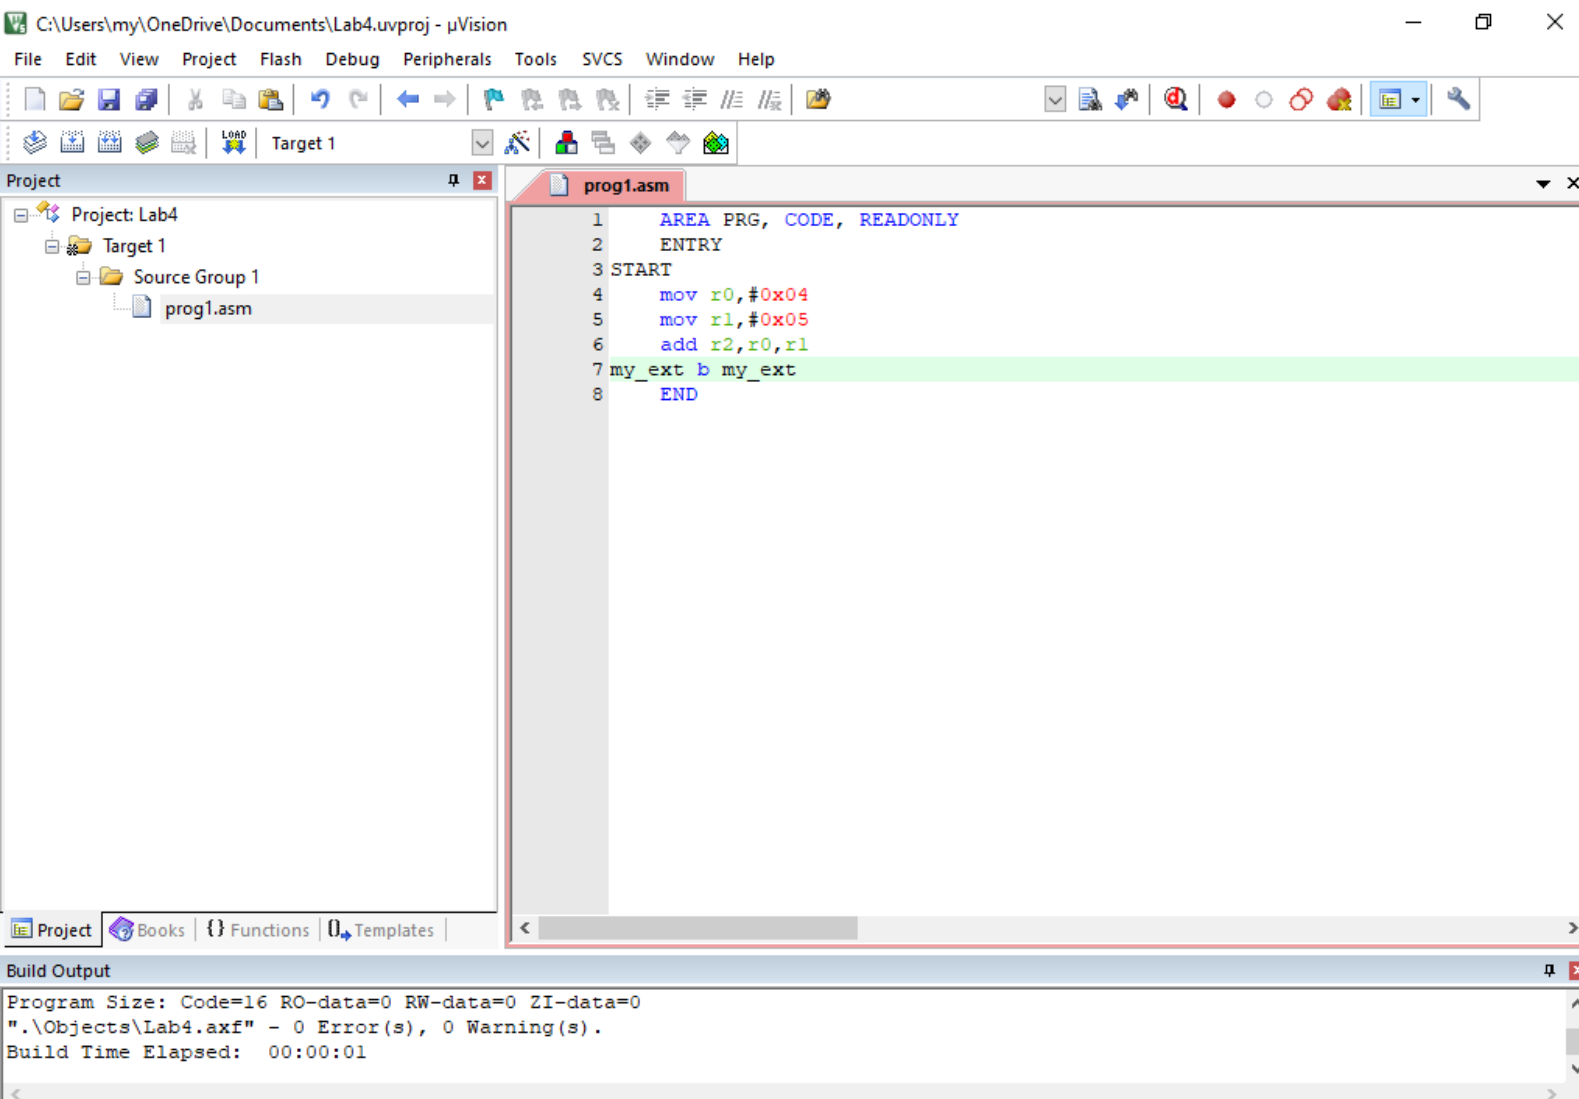 C:\Users\my\OneDrive\Documents\Lab4.uvproj - µVision
File Edit View Project Flash Debug Peripherals Tools SVCS Window Help
LOAD Target 1
Project
prog1.asm
Project: Lab4
Target 1
Source Group 1
prog1.asm
1 AREA PRG, CODE, READONLY
2 ENTRY
3 START
4 mov r0,#0x04
5 mov r1,#0x05
6 add r2,r0,r1
7 my_ext b my_ext
8 END
Project Books {} Functions Templates
Build Output
Program Size: Code=16 RO-data=0 RW-data=0 ZI-data=0
".\Objects\Lab4.axf" - 0 Error(s), 0 Warning(s).
Build Time Elapsed: 00:00:01